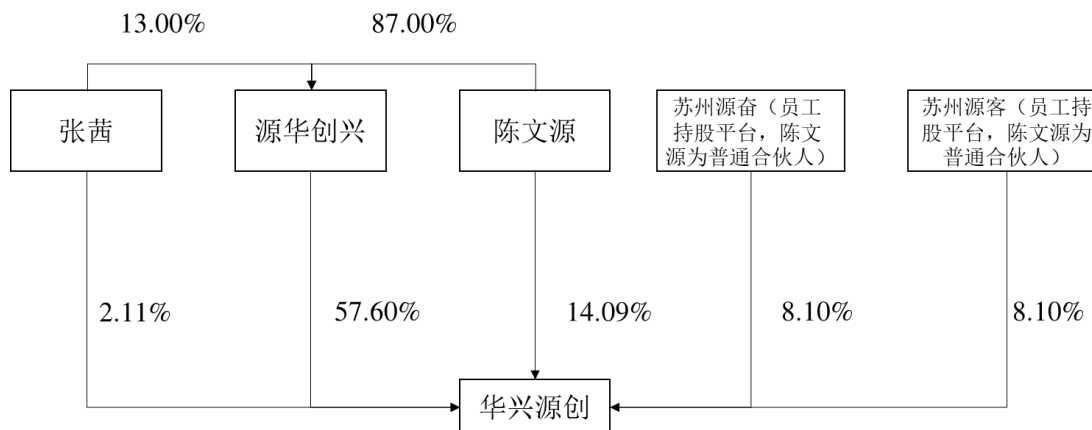 13.00%
87.00%
张茜
源华创兴
陈文源
苏州源奋（员工
持股平台，陈文
源为普通合伙人）
苏州源客（员工持
股平台，陈文源为
普通合伙人）
2.11%
57.60%
14.09%
8.10%
8.10%
华兴源创